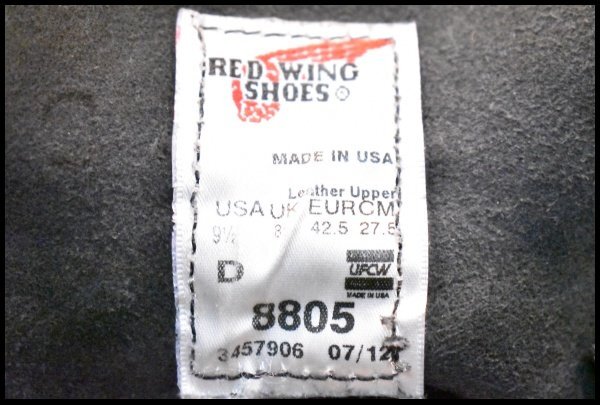 RED WING
SHOES
MADE IN USA
Leather Upper
USA UK EUR CM
9½ 8 42.5 27.5
D
UFCW
MADE IN USA
8805
3457906 07/12